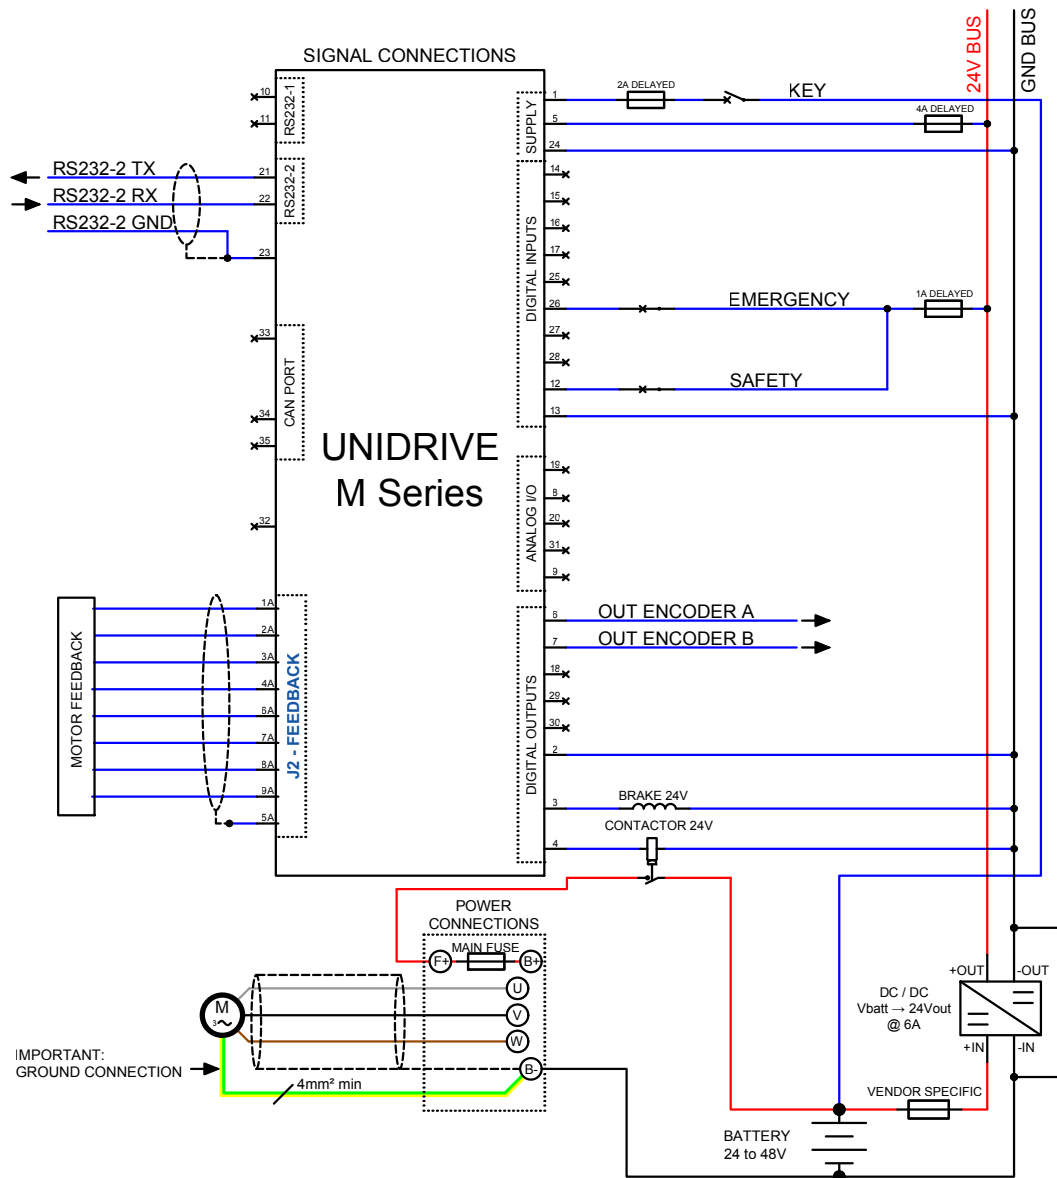 SIGNAL CONNECTIONS
24V BUS
GND BUS
10
11
RS232-1
21
22
RS232-2
23
RS232-2 TX
RS232-2 RX
RS232-2 GND
33
34
35
CAN PORT
32
UNIDRIVE
M Series
1
5
24
SUPPLY
2A DELAYED
KEY
4A DELAYED
14
15
16
17
25
26
27
28
12
13
DIGITAL INPUTS
EMERGENCY
1A DELAYED
SAFETY
19
8
20
31
9
ANALOG I/O
6
7
18
29
30
2
3
4
DIGITAL OUTPUTS
OUT ENCODER A
OUT ENCODER B
BRAKE 24V
CONTACTOR 24V
MOTOR FEEDBACK
1A
2A
3A
4A
6A
7A
8A
9A
5A
J2 - FEEDBACK
POWER
CONNECTIONS
MAIN FUSE
F+
B+
U
V
W
B-
M
3
IMPORTANT:
GROUND CONNECTION
4mm² min
+OUT
-OUT
DC / DC
Vbatt → 24Vout
@ 6A
+IN
-IN
VENDOR SPECIFIC
BATTERY
24 to 48V